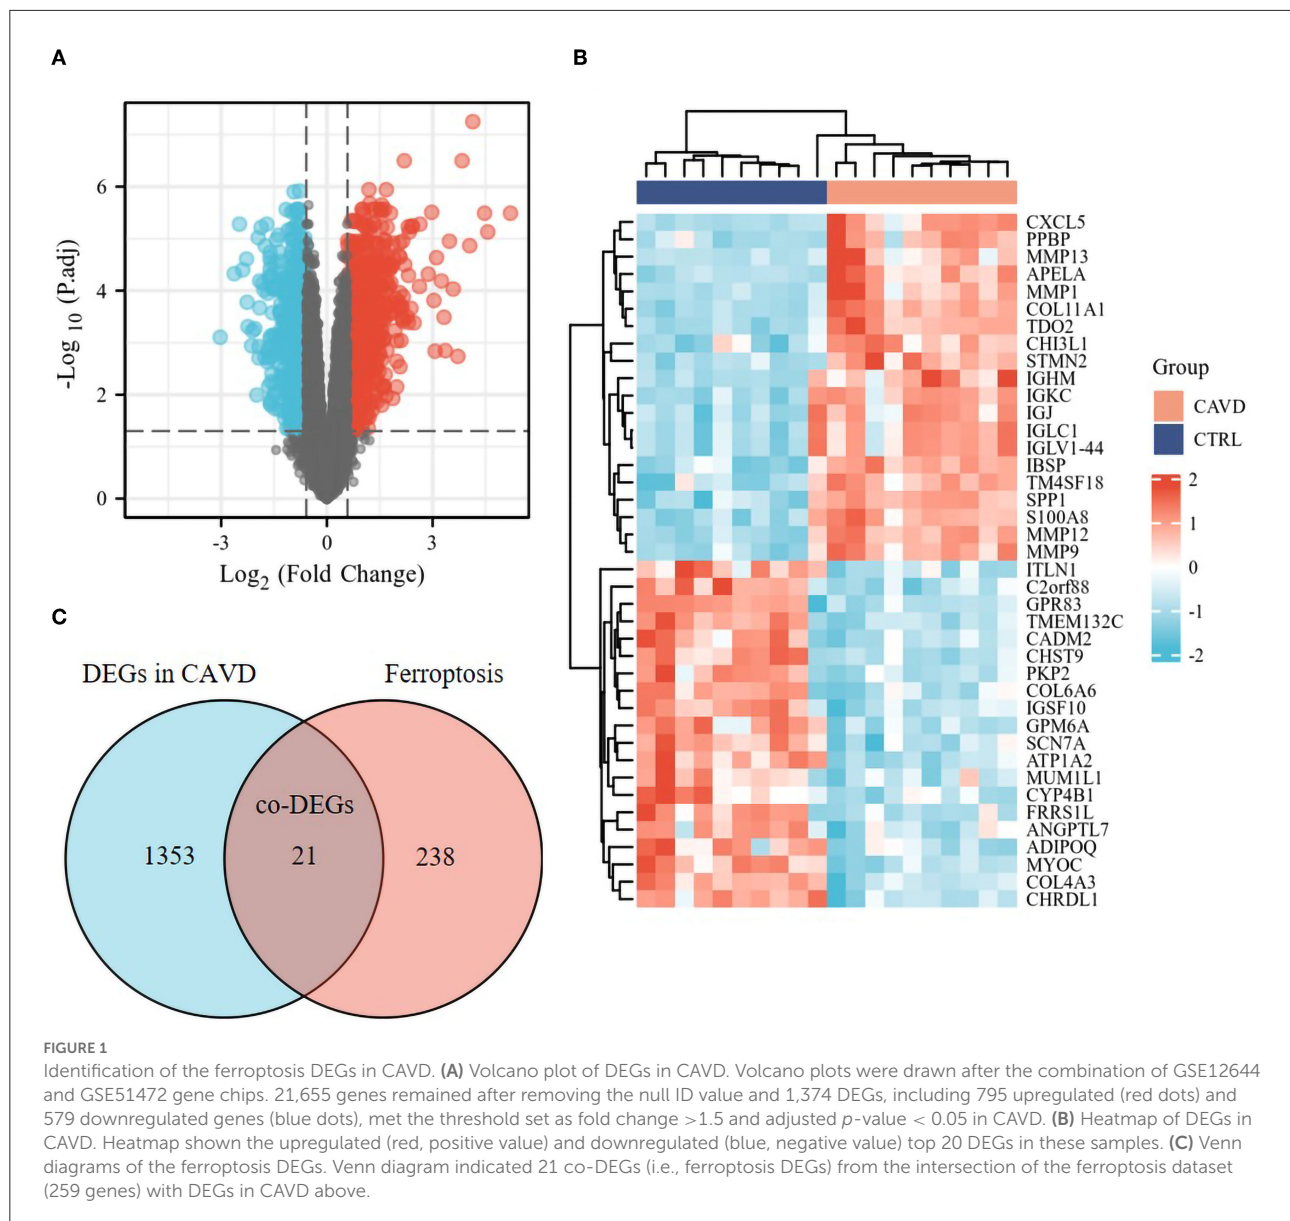 A
B
6
4
2
0
-Log 10 (P.adj)
-3
0
3
Log2 (Fold Change)
CXCL5
PPBP
MMP13
APELA
MMP1
COL11A1
TDO2
CHI3L1
STMN2
IGHM
IGKC
IGJ
IGLC1
IGLV1-44
IBSP
TM4SF18
SPP1
S100A8
MMP12
MMP9
ITLN1
C2orf88
GPR83
TMEM132C
CADM2
CHST9
PKP2
COL6A6
IGSF10
GPM6A
SCN7A
ATP1A2
MUM1L1
CYP4B1
FRRS1L
ANGPTL7
ADIPOQ
MYOC
COL4A3
CHRDL1
Group
CAVD
CTRL
2
1
0
-1
-2
C
DEGs in CAVD
Ferroptosis
co-DEGs
1353
21
238
FIGURE 1
Identification of the ferroptosis DEGs in CAVD. (A) Volcano plot of DEGs in CAVD. Volcano plots were drawn after the combination of GSE12644
and GSE51472 gene chips. 21,655 genes remained after removing the null ID value and 1,374 DEGs, including 795 upregulated (red dots) and
579 downregulated genes (blue dots), met the threshold set as fold change >1.5 and adjusted p-value < 0.05 in CAVD. (B) Heatmap of DEGs in
CAVD. Heatmap shown the upregulated (red, positive value) and downregulated (blue, negative value) top 20 DEGs in these samples. (C) Venn
diagrams of the ferroptosis DEGs. Venn diagram indicated 21 co-DEGs (i.e., ferroptosis DEGs) from the intersection of the ferroptosis dataset
(259 genes) with DEGs in CAVD above.